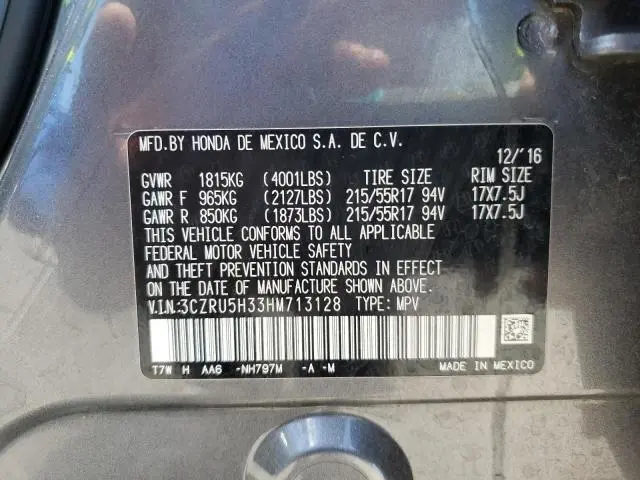 MFD.BY HONDA DE MEXICO S.A. DE C.V.
12/'16
GVWR 1815KG (4001LBS) TIRE SIZE RIM SIZE
GAWR F 965KG (2127LBS) 215/55R17 94V 17X7.5J
GAWR R 850KG (1873LBS) 215/55R17 94V 17X7.5J
THIS VEHICLE CONFORMS TO ALL APPLICABLE
FEDERAL MOTOR VEHICLE SAFETY
AND THEFT PREVENTION STANDARDS IN EFFECT
ON THE DATE OF MANUFACTURE SHOWN ABOVE.
V.I.N:3CZRU5H33HM713128 TYPE: MPV
T7W H AA6 -NH797M -A -M MADE IN MEXICO